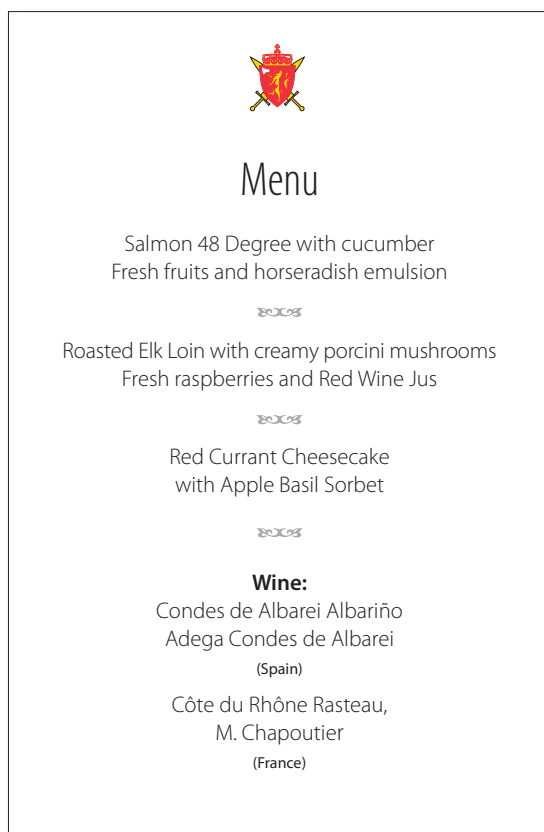 Menu
Salmon 48 Degree with cucumber
Fresh fruits and horseradish emulsion
Roasted Elk Loin with creamy porcini mushrooms
Fresh raspberries and Red Wine Jus
Red Currant Cheesecake
with Apple Basil Sorbet
Wine:
Condes de Albarei Albariño
Adega Condes de Albarei
(Spain)
Côte du Rhône Rasteau,
M. Chapoutier
(France)